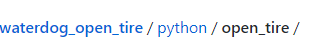 waterdog_open_tire / python / open_tire /